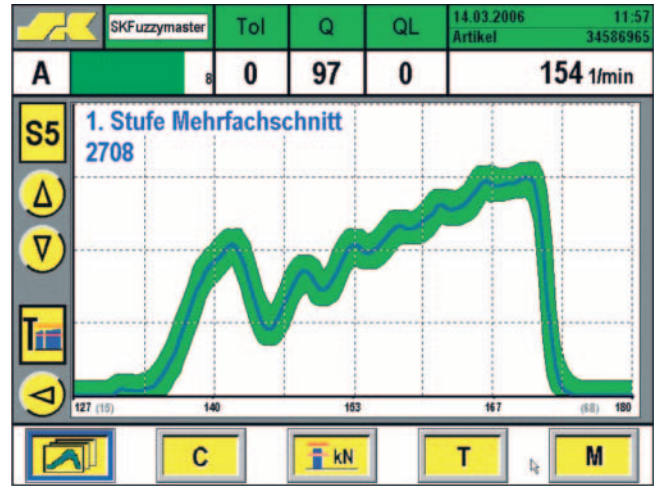 SK SKFuzzymaster Tol Q QL 14.03.2006 11:57
Artikel 34586965
A 8 0 97 0 154 1/min
S5 1. Stufe Mehrfachschnitt
2708
T
127 (15) 140 153 167 (68) 180
C kN T M